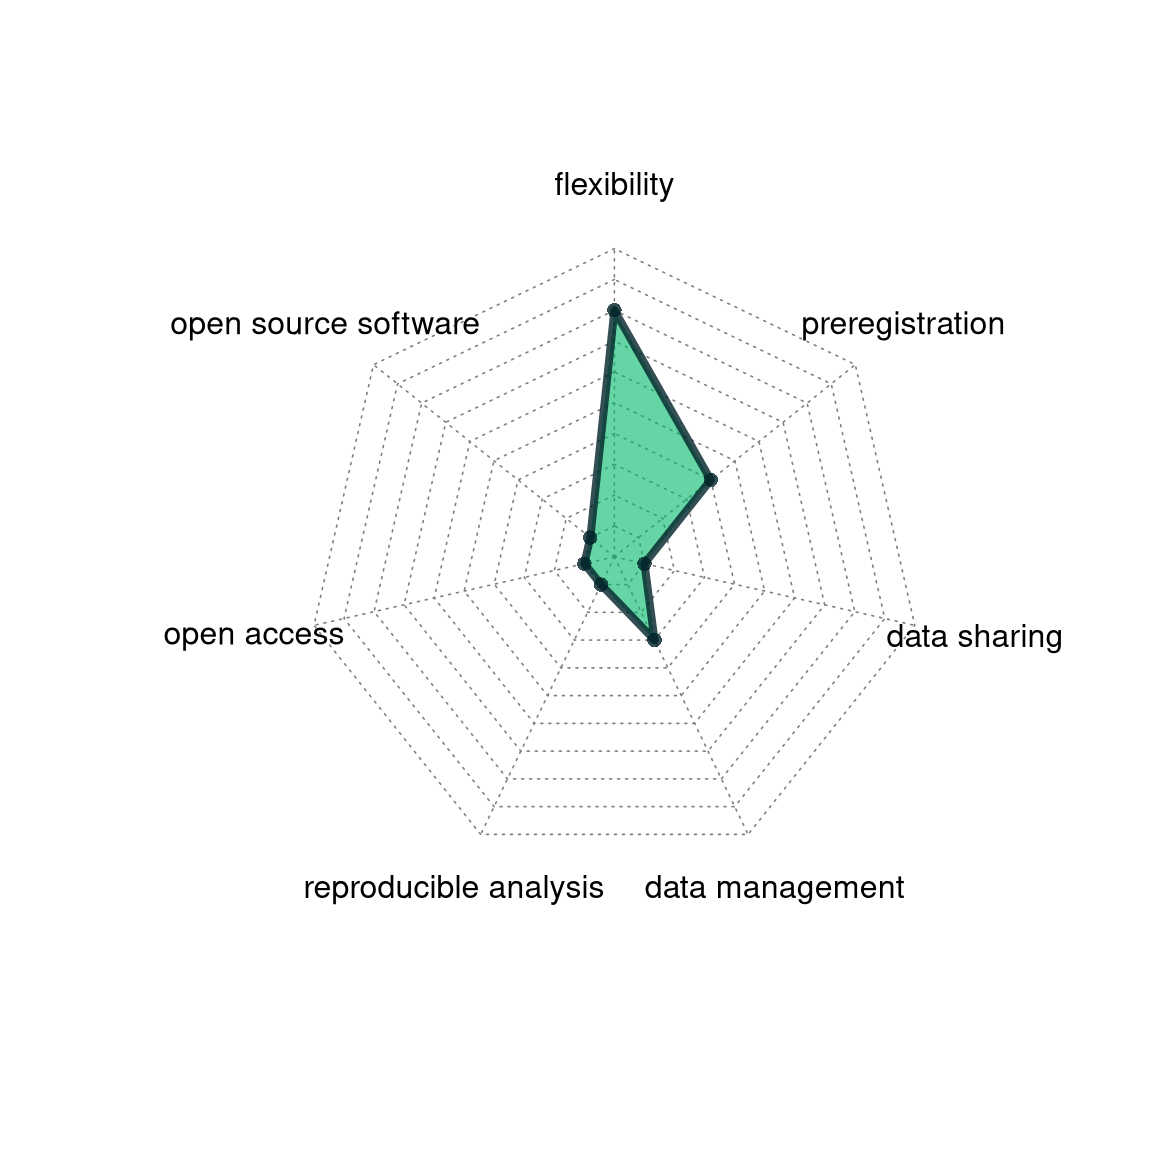 flexibility
open source software
preregistration
open access
data sharing
reproducible analysis
data management